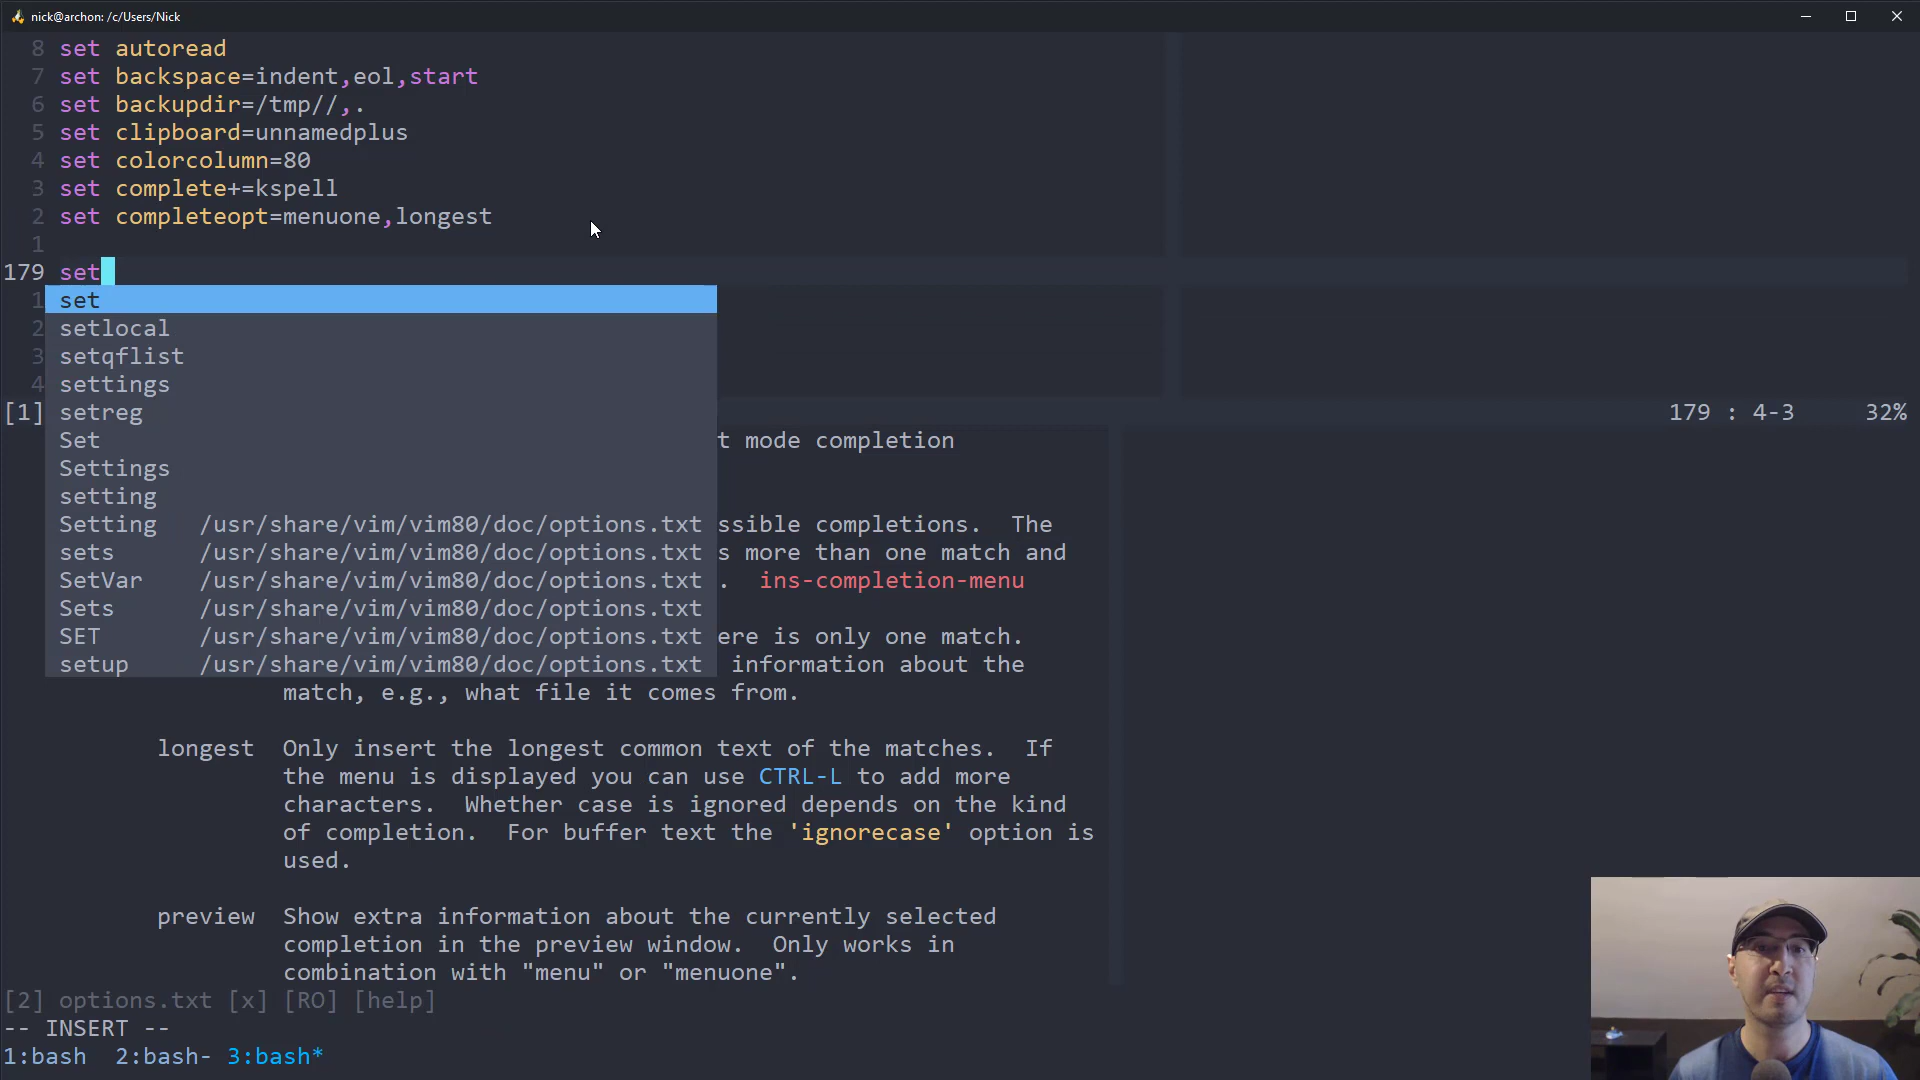 nick@archon: /c/Users/Nick
8 set autoread
7 set backspace=indent,eol,start
6 set backupdir=/tmp//,.
5 set clipboard=unnamedplus
4 set colorcolumn=80
3 set complete+=kspell
2 set completeopt=menuone,longest
1
179 set
1 set
2 setlocal
3 setqflist
4 settings
[1] setreg 179 : 4-3 32%
Set t mode completion
Settings
setting
Setting /usr/share/vim/vim80/doc/options.txt ssible completions. The
sets /usr/share/vim/vim80/doc/options.txt s more than one match and
SetVar /usr/share/vim/vim80/doc/options.txt . ins-completion-menu
Sets /usr/share/vim/vim80/doc/options.txt
SET /usr/share/vim/vim80/doc/options.txt ere is only one match.
setup /usr/share/vim/vim80/doc/options.txt information about the
match, e.g., what file it comes from.
longest Only insert the longest common text of the matches. If
the menu is displayed you can use CTRL-L to add more
characters. Whether case is ignored depends on the kind
of completion. For buffer text the 'ignorecase' option is
used.
preview Show extra information about the currently selected
completion in the preview window. Only works in
combination with "menu" or "menuone".
[2] options.txt [x] [RO] [help]
-- INSERT --
1:bash 2:bash- 3:bash*